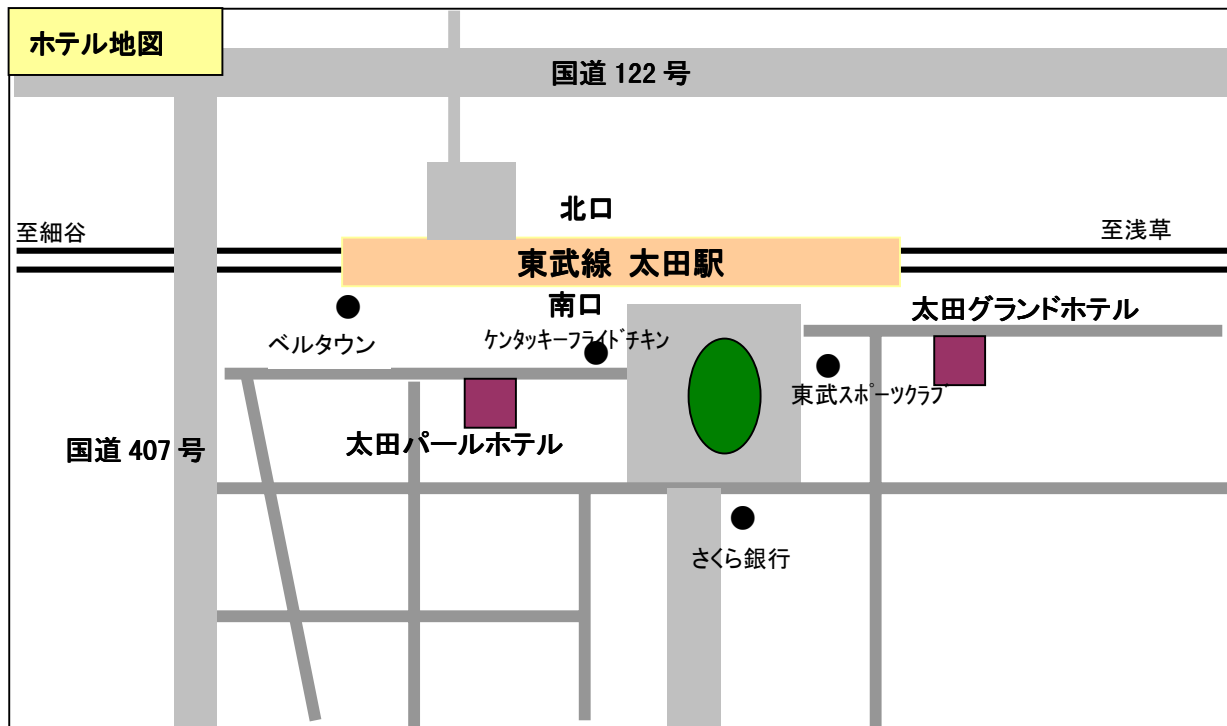 ホテル地図
国道 122 号
北口
至細谷
至浅草
東武線 太田駅
南口
太田グランドホテル
ケンタッキーフライドチキン
ベルタウン
東武スポーツクラブ
太田パールホテル
国道 407 号
さくら銀行